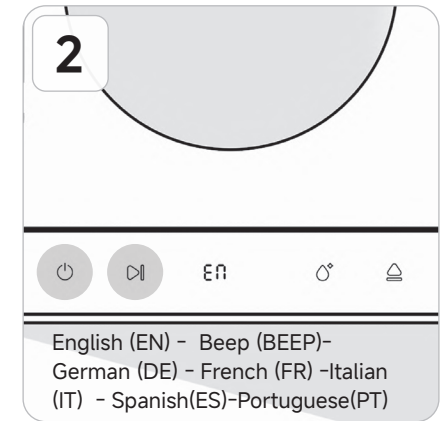 2
EN
English (EN) - Beep (BEEP)-
German (DE) - French (FR) -Italian
(IT) - Spanish(ES)-Portuguese(PT)